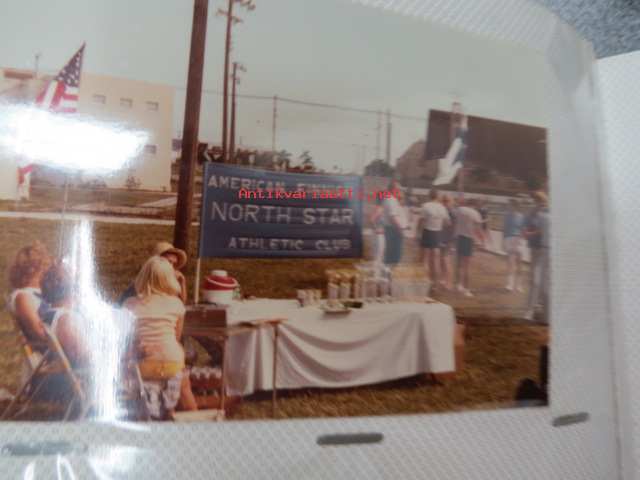 AMERICAN
Antikvariaatti.net
NORTH STAR
ATHLETIC CLUB